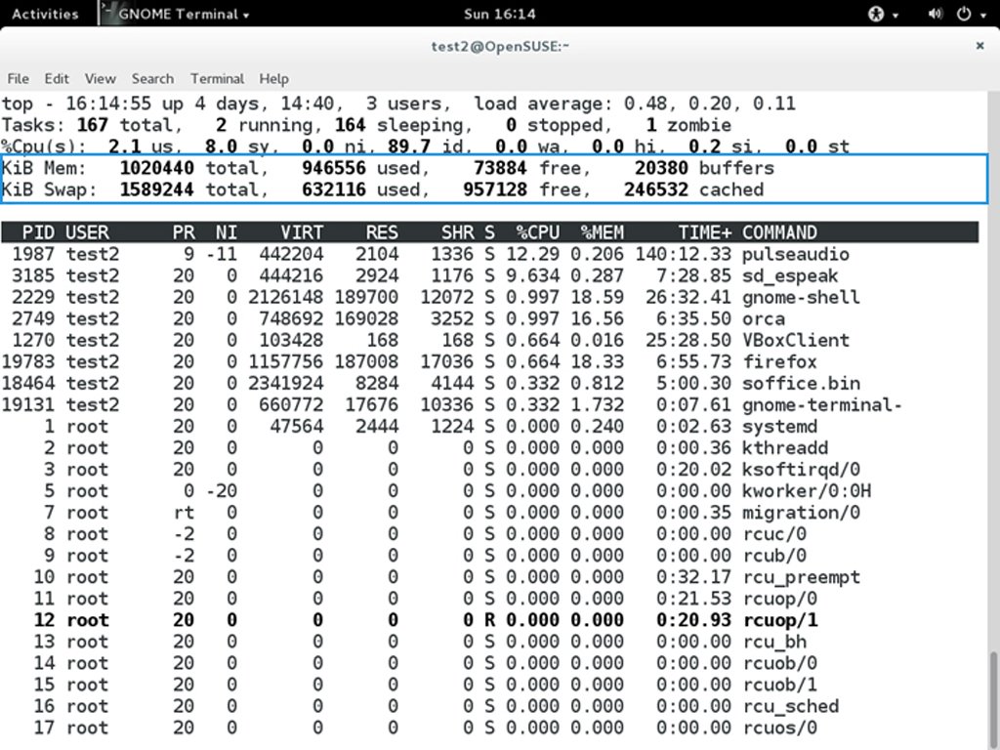 Activities GNOME Terminal Sun 16:14
test2@OpenSUSE:~ ×
File Edit View Search Terminal Help
top - 16:14:55 up 4 days, 14:40, 3 users, load average: 0.48, 0.20, 0.11
Tasks: 167 total, 2 running, 164 sleeping, 0 stopped, 1 zombie
%Cpu(s): 2.1 us, 8.0 sy, 0.0 ni, 89.7 id, 0.0 wa, 0.0 hi, 0.2 si, 0.0 st
KiB Mem: 1020440 total, 946556 used, 73884 free, 20380 buffers
KiB Swap: 1589244 total, 632116 used, 957128 free, 246532 cached
PID USER PR NI VIRT RES SHR S %CPU %MEM TIME+ COMMAND
1987 test2 9 -11 442204 2104 1336 S 12.29 0.206 140:12.33 pulseaudio
3185 test2 20 0 444216 2924 1176 S 9.634 0.287 7:28.85 sd_espeak
2229 test2 20 0 2126148 189700 12072 S 0.997 18.59 26:32.41 gnome-shell
2749 test2 20 0 748692 169028 3252 S 0.997 16.56 6:35.50 orca
1270 test2 20 0 103428 168 168 S 0.664 0.016 25:28.50 VBoxClient
19783 test2 20 0 1157756 187008 17036 S 0.664 18.33 6:55.73 firefox
18464 test2 20 0 2341924 8284 4144 S 0.332 0.812 5:00.30 soffice.bin
19131 test2 20 0 660772 17676 10336 S 0.332 1.732 0:07.61 gnome-terminal-
1 root 20 0 47564 2444 1224 S 0.000 0.240 0:02.63 systemd
2 root 20 0 0 0 0 S 0.000 0.000 0:00.36 kthreadd
3 root 20 0 0 0 0 S 0.000 0.000 0:20.02 ksoftirqd/0
5 root 0 -20 0 0 0 S 0.000 0.000 0:00.00 kworker/0:0H
7 root rt 0 0 0 0 S 0.000 0.000 0:00.35 migration/0
8 root -2 0 0 0 0 S 0.000 0.000 0:00.00 rcuc/0
9 root -2 0 0 0 0 S 0.000 0.000 0:00.00 rcub/0
10 root 20 0 0 0 0 S 0.000 0.000 0:32.17 rcu_preempt
11 root 20 0 0 0 0 S 0.000 0.000 0:21.53 rcuop/0
12 root 20 0 0 0 0 R 0.000 0.000 0:20.93 rcuop/1
13 root 20 0 0 0 0 S 0.000 0.000 0:00.00 rcu_bh
14 root 20 0 0 0 0 S 0.000 0.000 0:00.00 rcuob/0
15 root 20 0 0 0 0 S 0.000 0.000 0:00.00 rcuob/1
16 root 20 0 0 0 0 S 0.000 0.000 0:00.00 rcu_sched
17 root 20 0 0 0 0 S 0.000 0.000 0:00.00 rcuos/0